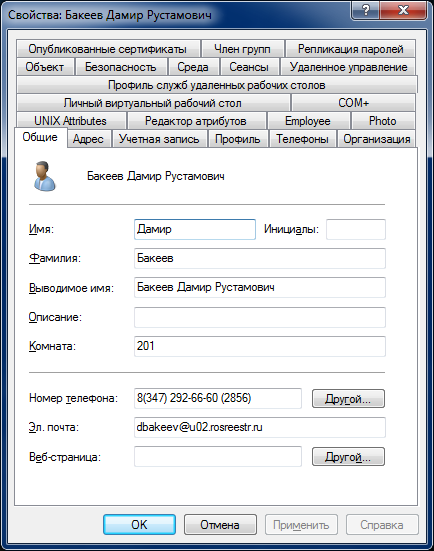 Свойства: Бакеев Дамир Рустамович
Опубликованные сертификаты Член групп Репликация паролей
Объект Безопасность Среда Сеансы Удаленное управление
Профиль служб удаленных рабочих столов
Личный виртуальный рабочий стол COM+
UNIX Attributes Редактор атрибутов Employee Photo
Общие Адрес Учетная запись Профиль Телефоны Организация
Бакеев Дамир Рустамович
Имя: Дамир Инициалы:
Фамилия: Бакеев
Выводимое имя: Бакеев Дамир Рустамович
Описание:
Комната: 201
Номер телефона: 8(347) 292-66-60 (2856) Другой...
Эл. почта: dbakeev@u02.rosreestr.ru
Веб-страница: Другой...
OK Отмена Применить Справка